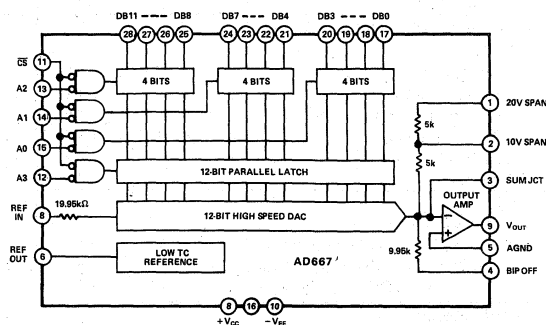 DB11 DB8 DB7 DB4 DB3 DB0
28 27 26 25 24 23 22 21 20 19 18 17
C̅S̅ 11
A2 13
A1 14
A0 15
A3 12
4 BITS 4 BITS 4 BITS
12-BIT PARALLEL LATCH
REF IN 8 19.95kΩ
12-BIT HIGH SPEED DAC
REF OUT 6
LOW TC REFERENCE
AD667
1 20V SPAN
5k
2 10V SPAN
5k
3 SUM JCT
OUTPUT AMP
9 VOUT
5 AGND
9.95k
4 BIP OFF
8 16 10
+VCC -VEE